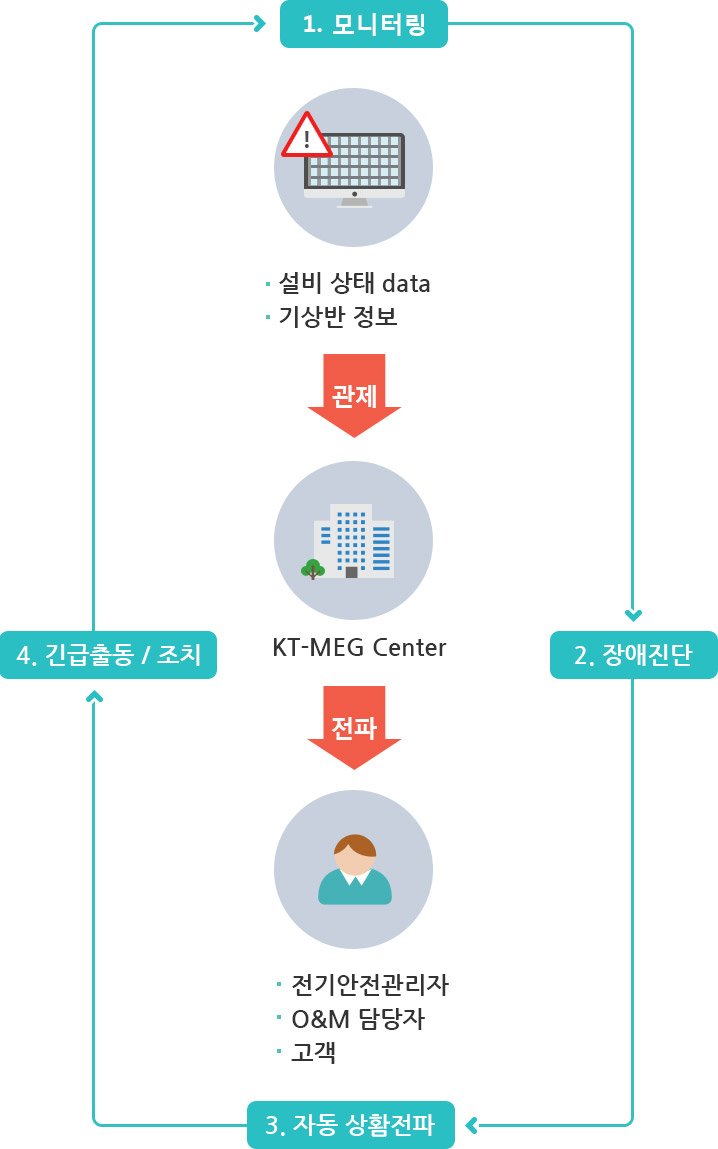 1. 모니터링
!
· 설비 상태 data
· 기상반 정보
관제
KT-MEG Center
4. 긴급출동 / 조치
2. 장애진단
전파
· 전기안전관리자
· O&M 담당자
· 고객
3. 자동 상황전파